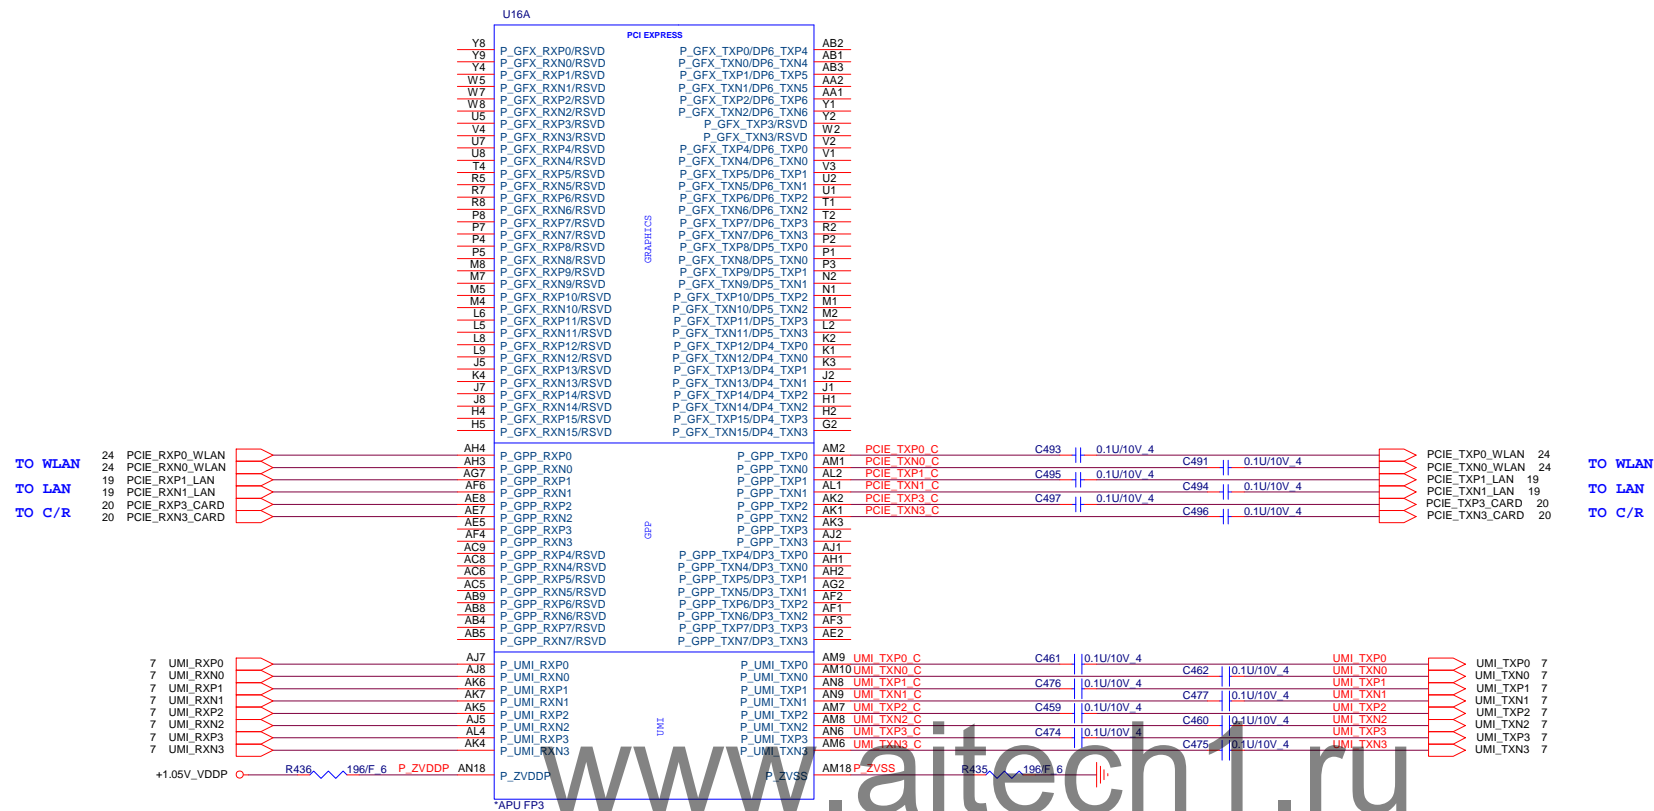 U16A
PCI EXPRESS
Y8 P_GFX_RXP0/RSVD P_GFX_TXP0/DP6_TXP4 AB2
Y9 P_GFX_RXN0/RSVD P_GFX_TXN0/DP6_TXN4 AB1
Y4 P_GFX_RXP1/RSVD P_GFX_TXP1/DP6_TXP5 AB3
W5 P_GFX_RXN1/RSVD P_GFX_TXN1/DP6_TXN5 AA2
W7 P_GFX_RXP2/RSVD P_GFX_TXP2/DP6_TXP6 AA1
W8 P_GFX_RXN2/RSVD P_GFX_TXN2/DP6_TXN6 Y1
U5 P_GFX_RXP3/RSVD P_GFX_TXP3/RSVD Y2
V4 P_GFX_RXN3/RSVD P_GFX_TXN3/RSVD W2
U7 P_GFX_RXP4/RSVD P_GFX_TXP4/DP6_TXP0 V2
U8 P_GFX_RXN4/RSVD P_GFX_TXN4/DP6_TXN0 V1
T4 P_GFX_RXP5/RSVD P_GFX_TXP5/DP6_TXP1 V3
R5 P_GFX_RXN5/RSVD P_GFX_TXN5/DP6_TXN1 U2
R7 P_GFX_RXP6/RSVD P_GFX_TXP6/DP6_TXP2 U1
R8 P_GFX_RXN6/RSVD P_GFX_TXN6/DP6_TXN2 T1
P8 P_GFX_RXP7/RSVD P_GFX_TXP7/DP6_TXP3 T2
P7 P_GFX_RXN7/RSVD P_GFX_TXN7/DP6_TXN3 R2
P4 P_GFX_RXP8/RSVD P_GFX_TXP8/DP5_TXP0 P2
P5 P_GFX_RXN8/RSVD P_GFX_TXN8/DP5_TXN0 P1
M8 P_GFX_RXP9/RSVD P_GFX_TXP9/DP5_TXP1 P3
M7 P_GFX_RXN9/RSVD P_GFX_TXN9/DP5_TXN1 N2
M5 P_GFX_RXP10/RSVD P_GFX_TXP10/DP5_TXP2 N1
M4 P_GFX_RXN10/RSVD P_GFX_TXN10/DP5_TXN2 M1
L6 P_GFX_RXP11/RSVD P_GFX_TXP11/DP5_TXP3 M2
L5 P_GFX_RXN11/RSVD P_GFX_TXN11/DP5_TXN3 L2
L8 P_GFX_RXP12/RSVD P_GFX_TXP12/DP4_TXP0 K2
L9 P_GFX_RXN12/RSVD P_GFX_TXN12/DP4_TXN0 K1
J5 P_GFX_RXP13/RSVD P_GFX_TXP13/DP4_TXP1 K3
K4 P_GFX_RXN13/RSVD P_GFX_TXN13/DP4_TXN1 J2
J7 P_GFX_RXP14/RSVD P_GFX_TXP14/DP4_TXP2 J1
J8 P_GFX_RXN14/RSVD P_GFX_TXN14/DP4_TXN2 H1
H4 P_GFX_RXP15/RSVD P_GFX_TXP15/DP4_TXP3 H2
H5 P_GFX_RXN15/RSVD P_GFX_TXN15/DP4_TXN3 G2
GRAPHICS
24 PCIE_RXP0_WLAN AH4 P_GPP_RXP0 P_GPP_TXP0 AM2 PCIE_TXP0_C C493 0.1U/10V_4 PCIE_TXP0_WLAN 24
TO WLAN 24 PCIE_RXN0_WLAN AH3 P_GPP_RXN0 P_GPP_TXN0 AM1 PCIE_TXN0_C C491 0.1U/10V_4 PCIE_TXN0_WLAN 24 TO WLAN
19 PCIE_RXP1_LAN AG7 P_GPP_RXP1 P_GPP_TXP1 AL2 PCIE_TXP1_C C495 0.1U/10V_4 PCIE_TXP1_LAN 19
TO LAN 19 PCIE_RXN1_LAN AF6 P_GPP_RXN1 P_GPP_TXN1 AL1 PCIE_TXN1_C C494 0.1U/10V_4 PCIE_TXN1_LAN 19 TO LAN
20 PCIE_RXP3_CARD AE8 P_GPP_RXP2 P_GPP_TXP2 AK2 PCIE_TXP3_C C497 0.1U/10V_4 PCIE_TXP3_CARD 20
TO C/R 20 PCIE_RXN3_CARD AE7 P_GPP_RXN2 P_GPP_TXN2 AK1 PCIE_TXN3_C C496 0.1U/10V_4 PCIE_TXN3_CARD 20 TO C/R
AE5 P_GPP_RXP3 P_GPP_TXP3 AK3
AF4 P_GPP_RXN3 P_GPP_TXN3 AJ2
AC9 P_GPP_RXP4/RSVD P_GPP_TXP4/DP3_TXP0 AJ1
AC8 P_GPP_RXN4/RSVD P_GPP_TXN4/DP3_TXN0 AH1
AC6 P_GPP_RXP5/RSVD P_GPP_TXP5/DP3_TXP1 AH2
AC5 P_GPP_RXN5/RSVD P_GPP_TXN5/DP3_TXN1 AG2
AB9 P_GPP_RXP6/RSVD P_GPP_TXP6/DP3_TXP2 AF2
AB8 P_GPP_RXN6/RSVD P_GPP_TXN6/DP3_TXN2 AF1
AB4 P_GPP_RXP7/RSVD P_GPP_TXP7/DP3_TXP3 AF3
AB5 P_GPP_RXN7/RSVD P_GPP_TXN7/DP3_TXN3 AE2
GPP
7 UMI_RXP0 AJ7 P_UMI_RXP0 P_UMI_TXP0 AM9 UMI_TXP0_C C461 0.1U/10V_4 UMI_TXP0 UMI_TXP0 7
7 UMI_RXN0 AJ8 P_UMI_RXN0 P_UMI_TXN0 AM10 UMI_TXN0_C C462 0.1U/10V_4 UMI_TXN0 UMI_TXN0 7
7 UMI_RXP1 AK6 P_UMI_RXP1 P_UMI_TXP1 AN8 UMI_TXP1_C C476 0.1U/10V_4 UMI_TXP1 UMI_TXP1 7
7 UMI_RXN1 AK7 P_UMI_RXN1 P_UMI_TXN1 AN9 UMI_TXN1_C C477 0.1U/10V_4 UMI_TXN1 UMI_TXN1 7
7 UMI_RXP2 AK5 P_UMI_RXP2 P_UMI_TXP2 AM7 UMI_TXP2_C C459 0.1U/10V_4 UMI_TXP2 UMI_TXP2 7
7 UMI_RXN2 AJ5 P_UMI_RXN2 P_UMI_TXN2 AM8 UMI_TXN2_C C460 0.1U/10V_4 UMI_TXN2 UMI_TXN2 7
7 UMI_RXP3 AL4 P_UMI_RXP3 P_UMI_TXP3 AN6 UMI_TXP3_C C474 0.1U/10V_4 UMI_TXP3 UMI_TXP3 7
7 UMI_RXN3 AK4 P_UMI_RXN3 P_UMI_TXN3 AM6 UMI_TXN3_C C475 0.1U/10V_4 UMI_TXN3 UMI_TXN3 7
UMI
+1.05V_VDDP R436 196/F_6 P_ZVDDP AN18 P_ZVDDP P_ZVSS AM18 P_ZVSS R435 196/F_6
*APU FP3
www.aitech1.ru